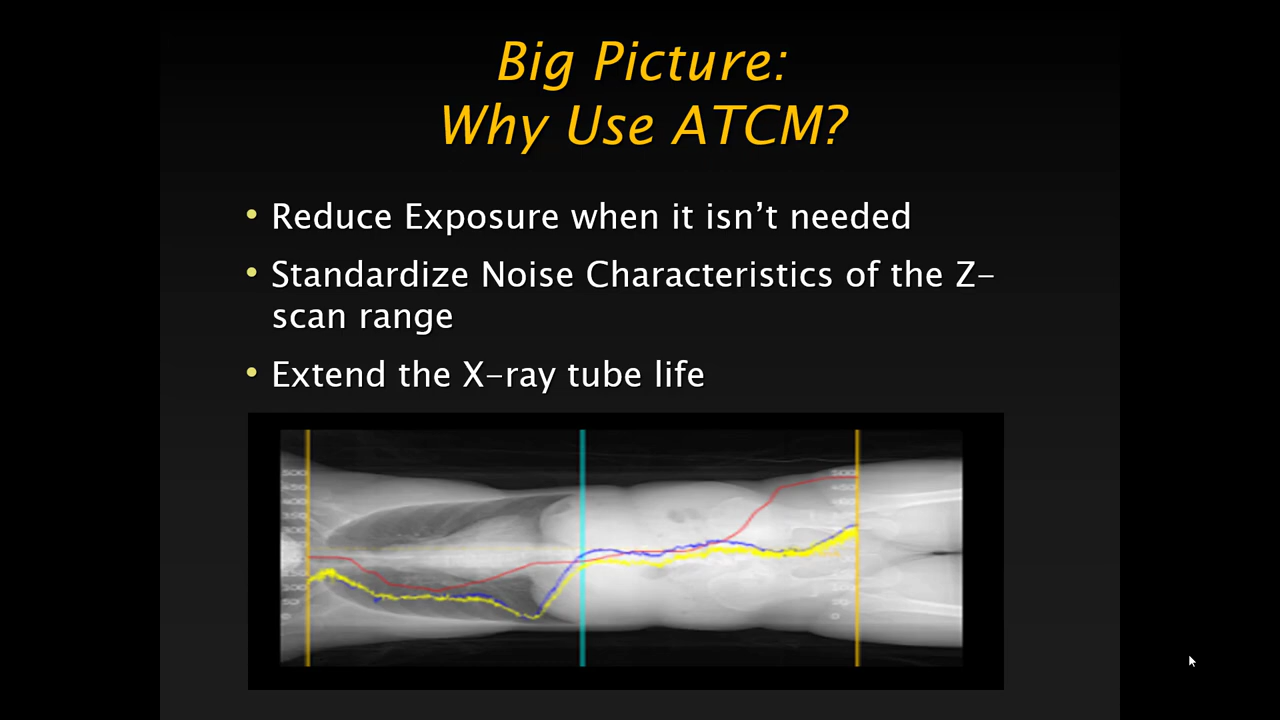 Big Picture:
Why Use ATCM?
• Reduce Exposure when it isn’t needed
• Standardize Noise Characteristics of the Z-
scan range
• Extend the X-ray tube life